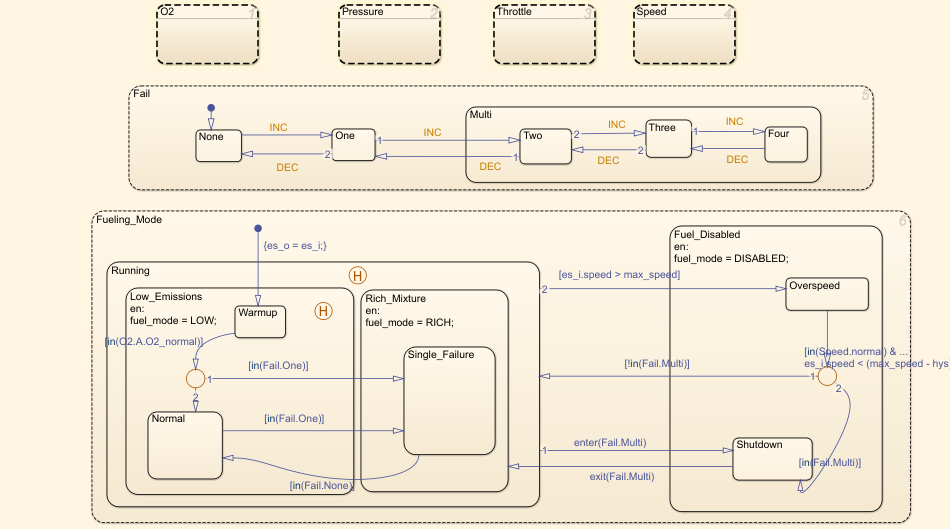 O2
1
Pressure
2
Throttle
3
Speed
4
Fail
5
Multi
None
INC
DEC
One
1
2
INC
DEC
Two
2
1
INC
DEC
Three
1
2
INC
DEC
Four
Fueling_Mode
6
{es_o = es_i;}
Running
H
Low_Emissions
en:
fuel_mode = LOW;
H
Warmup
[in(O2.A.O2_normal)]
1
2
[in(Fail.One)]
Normal
[in(Fail.One)]
[in(Fail.None)]
Rich_Mixture
en:
fuel_mode = RICH;
Single_Failure
2
[es_i.speed > max_speed]
[!in(Fail.Multi)]
1
enter(Fail.Multi)
exit(Fail.Multi)
Fuel_Disabled
en:
fuel_mode = DISABLED;
Overspeed
[in(Speed.normal) & ...
es_i.speed < (max_speed - hys
1
2
Shutdown
[in(Fail.Multi)]